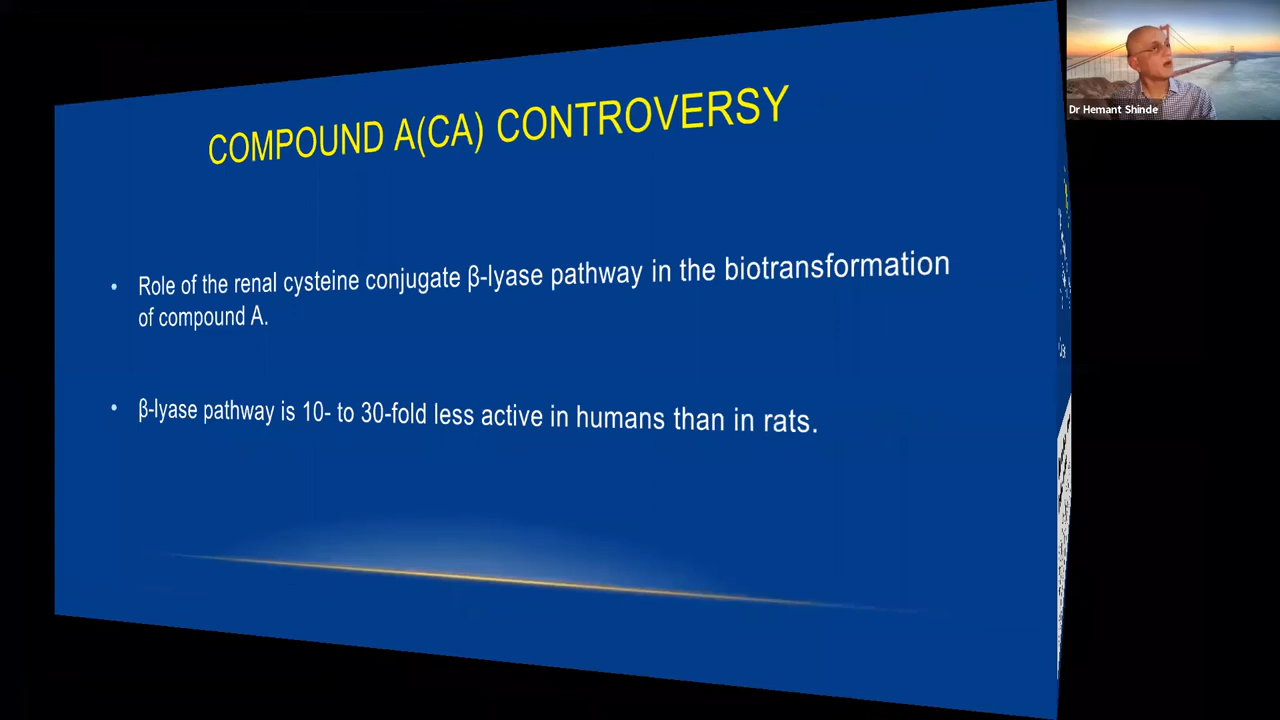 COMPOUND A(CA) CONTROVERSY
• Role of the renal cysteine conjugate β-lyase pathway in the biotransformation
of compound A.
• β-lyase pathway is 10- to 30-fold less active in humans than in rats.
Dr Hemant Shinde